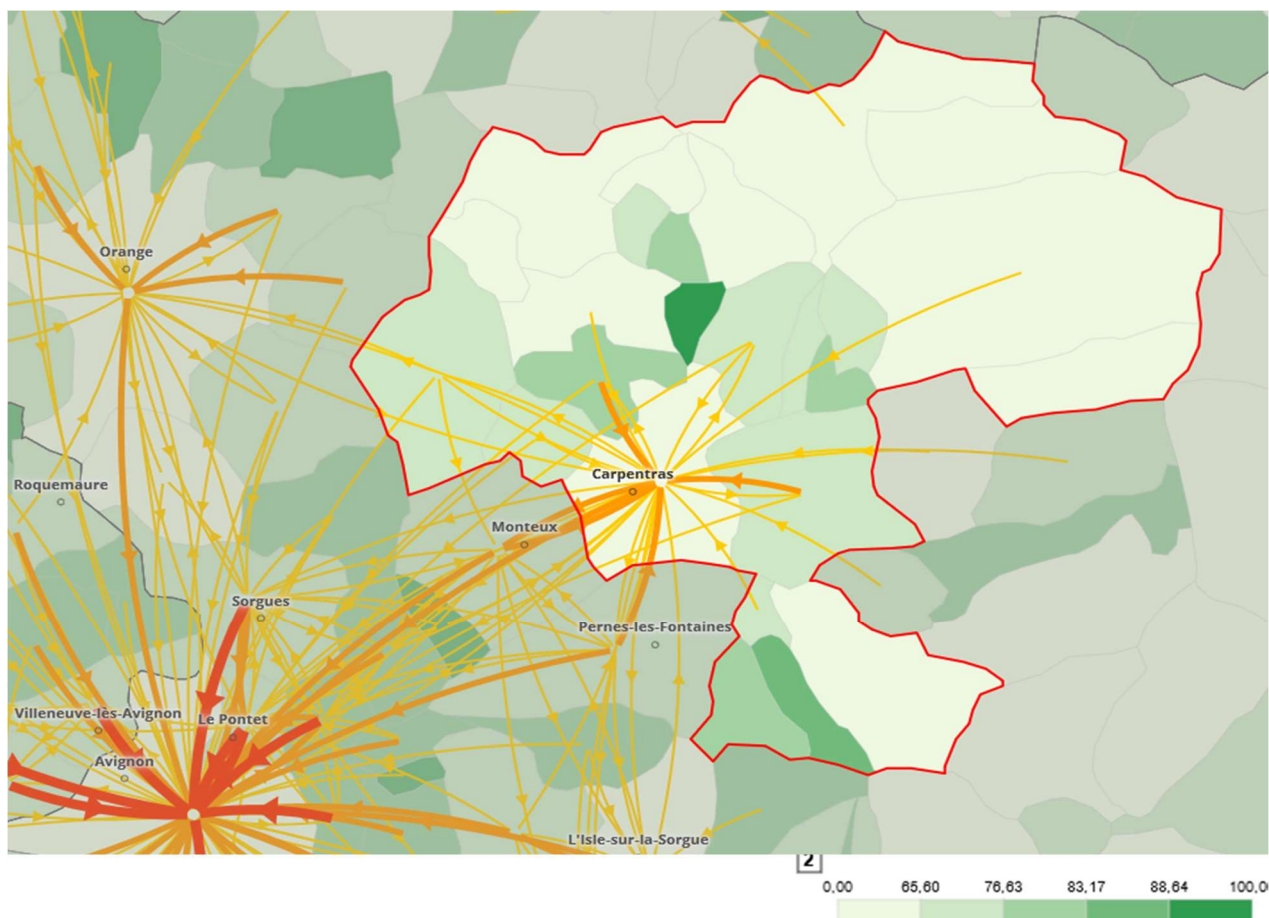 Orange
Roquemaure
Carpentras
Monteux
Sorgues
Pernes-les-Fontaines
Villeneuve-lès-Avignon
Le Pontet
Avignon
L'Isle-sur-la-Sorgue
2
0,00 65,60 76,63 83,17 88,64 100,0